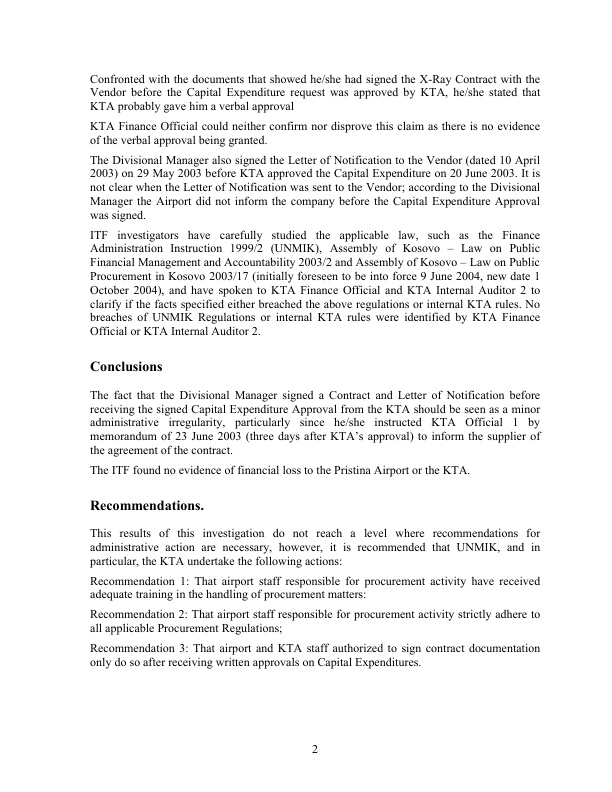 Confronted with the documents that showed he/she had signed the X-Ray Contract with the
Vendor before the Capital Expenditure request was approved by KTA, he/she stated that
KTA probably gave him a verbal approval
KTA Finance Official could neither confirm nor disprove this claim as there is no evidence
of the verbal approval being granted.
The Divisional Manager also signed the Letter of Notification to the Vendor (dated 10 April
2003) on 29 May 2003 before KTA approved the Capital Expenditure on 20 June 2003. It is
not clear when the Letter of Notification was sent to the Vendor; according to the Divisional
Manager the Airport did not inform the company before the Capital Expenditure Approval
was signed.
ITF investigators have carefully studied the applicable law, such as the Finance
Administration Instruction 1999/2 (UNMIK), Assembly of Kosovo – Law on Public
Financial Management and Accountability 2003/2 and Assembly of Kosovo – Law on Public
Procurement in Kosovo 2003/17 (initially foreseen to be into force 9 June 2004, new date 1
October 2004), and have spoken to KTA Finance Official and KTA Internal Auditor 2 to
clarify if the facts specified either breached the above regulations or internal KTA rules. No
breaches of UNMIK Regulations or internal KTA rules were identified by KTA Finance
Official or KTA Internal Auditor 2.
Conclusions
The fact that the Divisional Manager signed a Contract and Letter of Notification before
receiving the signed Capital Expenditure Approval from the KTA should be seen as a minor
administrative irregularity, particularly since he/she instructed KTA Official 1 by
memorandum of 23 June 2003 (three days after KTA's approval) to inform the supplier of
the agreement of the contract.
The ITF found no evidence of financial loss to the Pristina Airport or the KTA.
Recommendations.
This results of this investigation do not reach a level where recommendations for
administrative action are necessary, however, it is recommended that UNMIK, and in
particular, the KTA undertake the following actions:
Recommendation 1: That airport staff responsible for procurement activity have received
adequate training in the handling of procurement matters:
Recommendation 2: That airport staff responsible for procurement activity strictly adhere to
all applicable Procurement Regulations;
Recommendation 3: That airport and KTA staff authorized to sign contract documentation
only do so after receiving written approvals on Capital Expenditures.
2